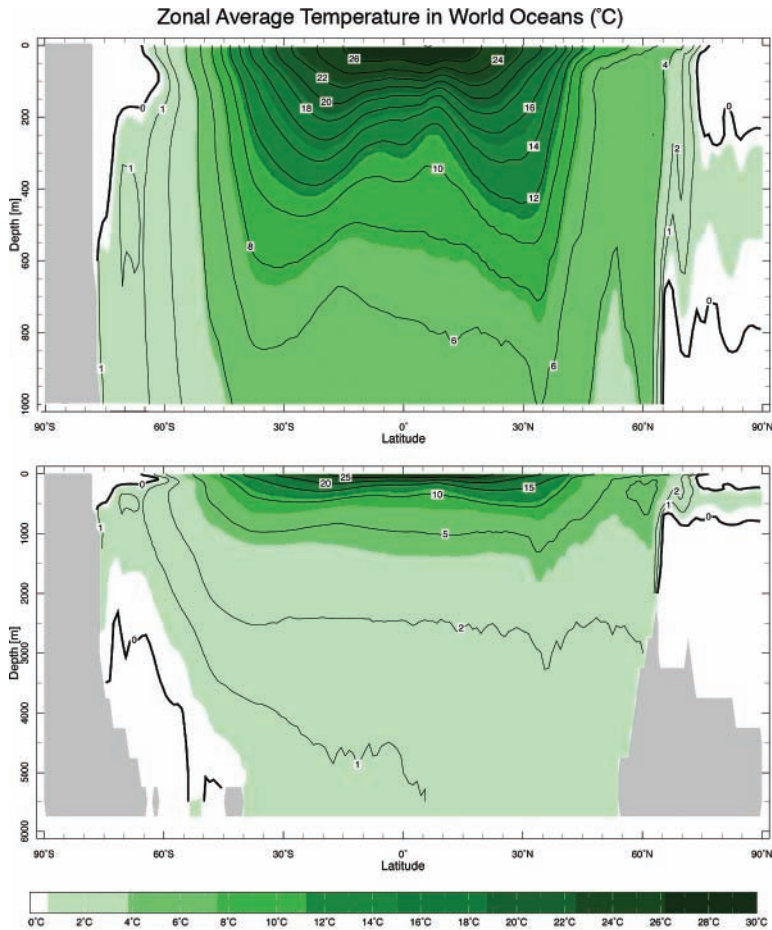 Zonal Average Temperature in World Oceans (˚C)
0
200
400
600
800
1000
Depth [m]
26
24
22
20
18
16
14
12
10
8
6
6
4
2
1
0
1
0
1
1
0
0
90˚S
60˚S
30˚S
0˚
30˚N
60˚N
90˚N
Latitude
0
1000
2000
3000
4000
5000
6000
Depth [m]
25
20
15
10
5
2
1
0
1
0
2
1
0
0
90˚S
60˚S
30˚S
0˚
30˚N
60˚N
90˚N
Latitude
0˚C 2˚C 4˚C 6˚C 8˚C 10˚C 12˚C 14˚C 16˚C 18˚C 20˚C 22˚C 24˚C 26˚C 28˚C 30˚C